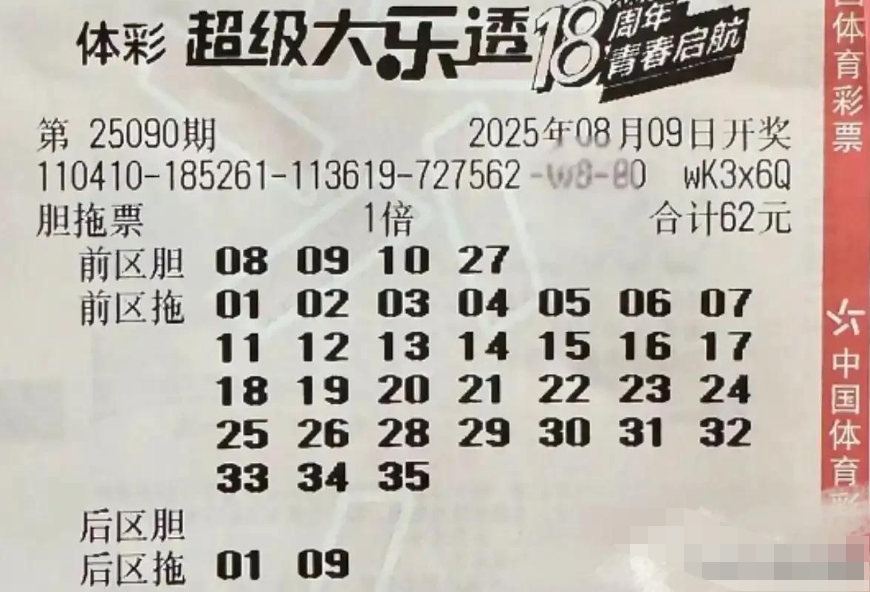 体彩 超级大乐透 18周年 青春启航
第 25090期 2025年08月09日开奖
110410-185261-113619-727562 wK3x6Q
胆拖票 1倍 合计62元
前区胆 08 09 10 27
前区拖 01 02 03 04 05 06 07
11 12 13 14 15 16 17
18 19 20 21 22 23 24
25 26 28 29 30 31 32
33 34 35
后区胆
后区拖 01 09
体育彩票
中国体育